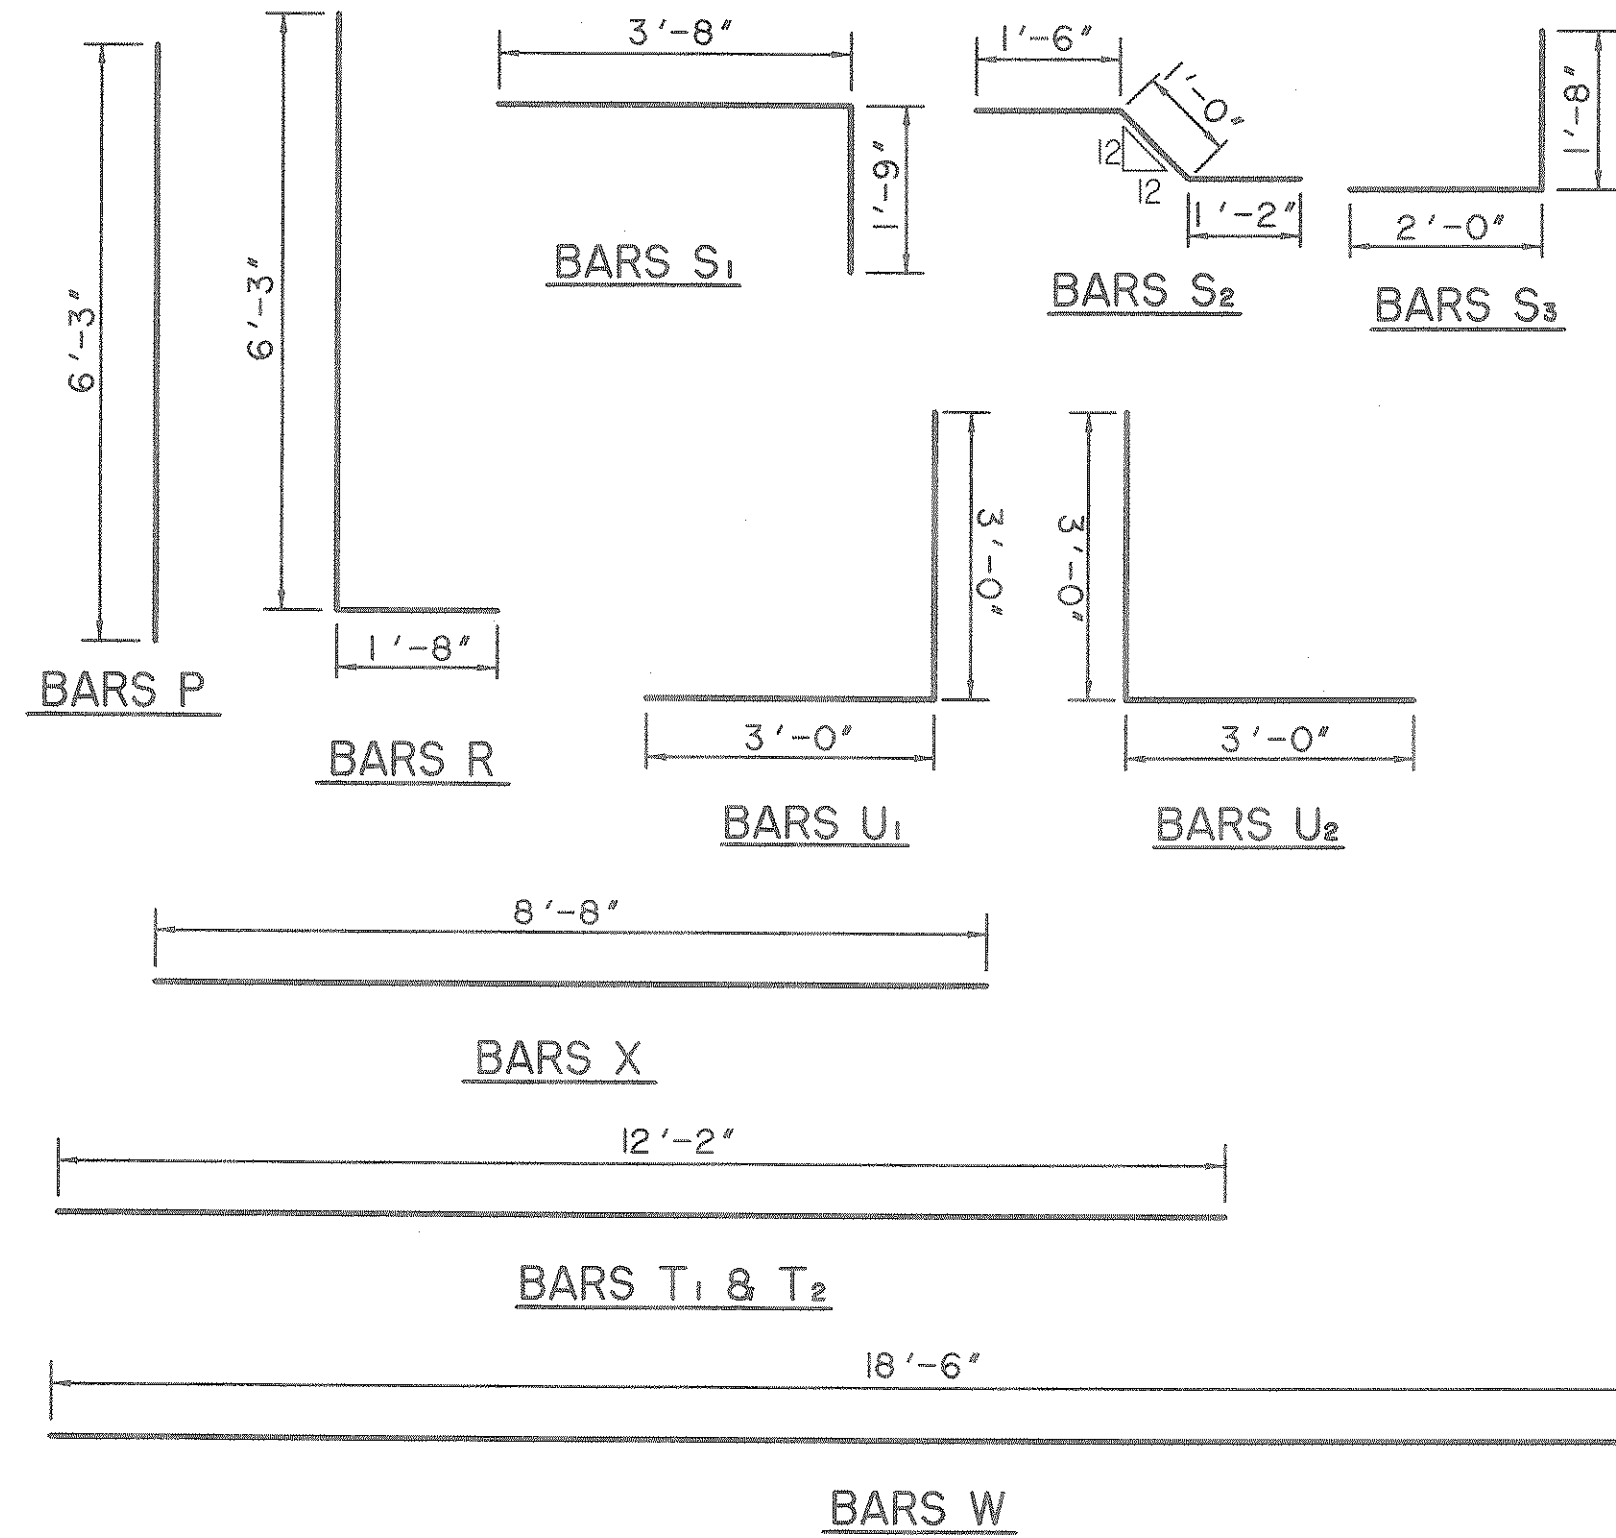 6'-3"
BARS P
6'-3"
1'-8"
BARS R
3'-8"
1'-9"
BARS S1
1'-6"
1'-0"
12
12
1'-2"
BARS S2
1'-8"
2'-0"
BARS S3
3'-0"
3'-0"
BARS U1
3'-0"
3'-0"
BARS U2
8'-8"
BARS X
12'-2"
BARS T1 & T2
18'-6"
BARS W